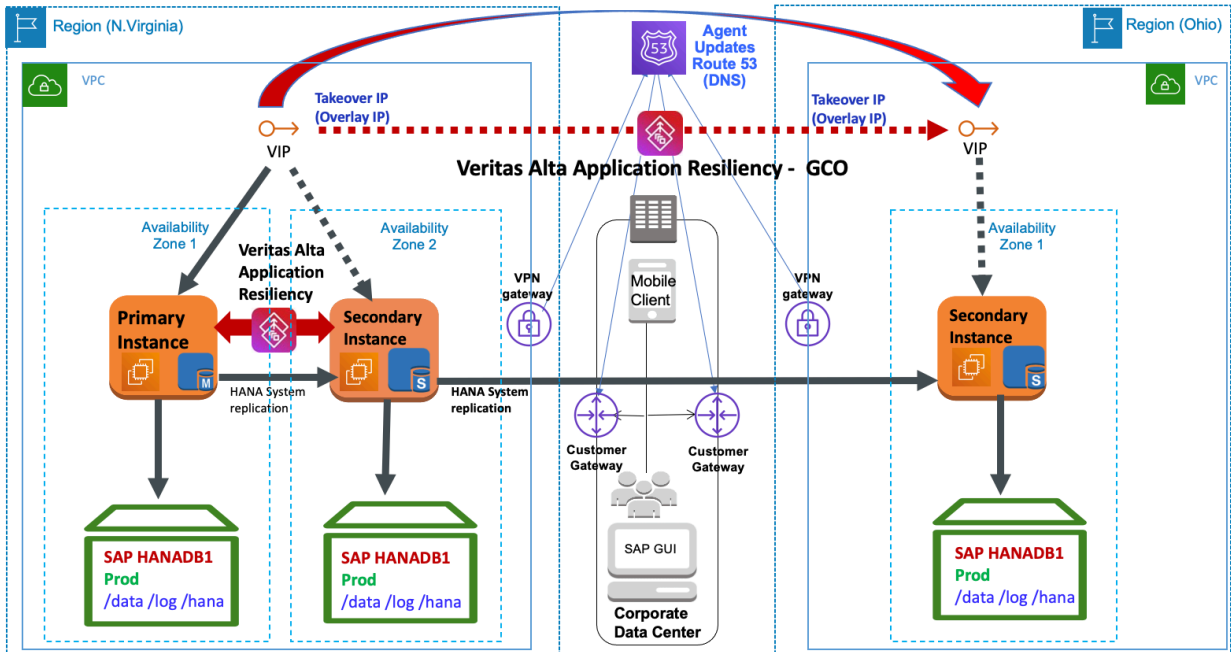 Region (N.Virginia)
VPC
Takeover IP
(Overlay IP)
VIP
Agent
Updates
Route 53
(DNS)
53
Region (Ohio)
VPC
Takeover IP
(Overlay IP)
VIP
Veritas Alta Application Resiliency - GCO
Availability
Zone 1
Availability
Zone 2
Veritas Alta
Application
Resiliency
Primary
Instance
M
Secondary
Instance
S
HANA System
replication
HANA System
replication
VPN
gateway
Mobile
Client
VPN
gateway
Customer
Gateway
Customer
Gateway
SAP GUI
Corporate
Data Center
Availability
Zone 1
Secondary
Instance
S
SAP HANADB1
Prod
/data /log /hana
SAP HANADB1
Prod
/data /log /hana
SAP HANADB1
Prod
/data /log /hana